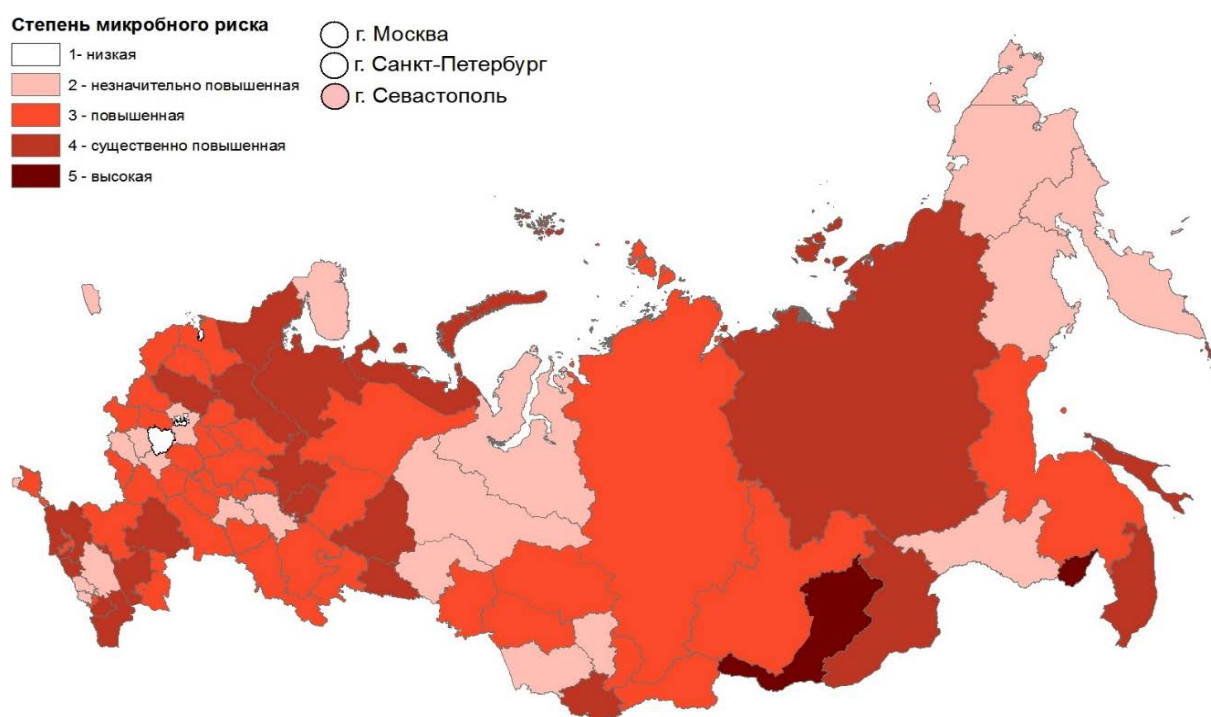 Степень микробного риска
1- низкая
2 - незначительно повышенная
3 - повышенная
4 - существенно повышенная
5 - высокая
г. Москва
г. Санкт-Петербург
г. Севастополь